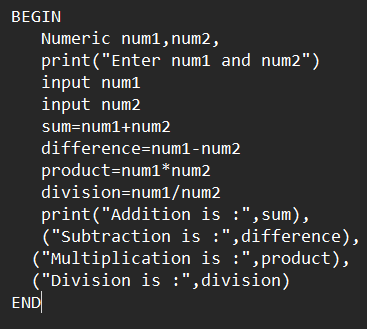 BEGIN
Numeric num1,num2,
print("Enter num1 and num2")
input num1
input num2
sum=num1+num2
difference=num1-num2
product=num1*num2
division=num1/num2
print("Addition is :",sum),
("Subtraction is :",difference),
("Multiplication is :",product),
("Division is :",division)
END